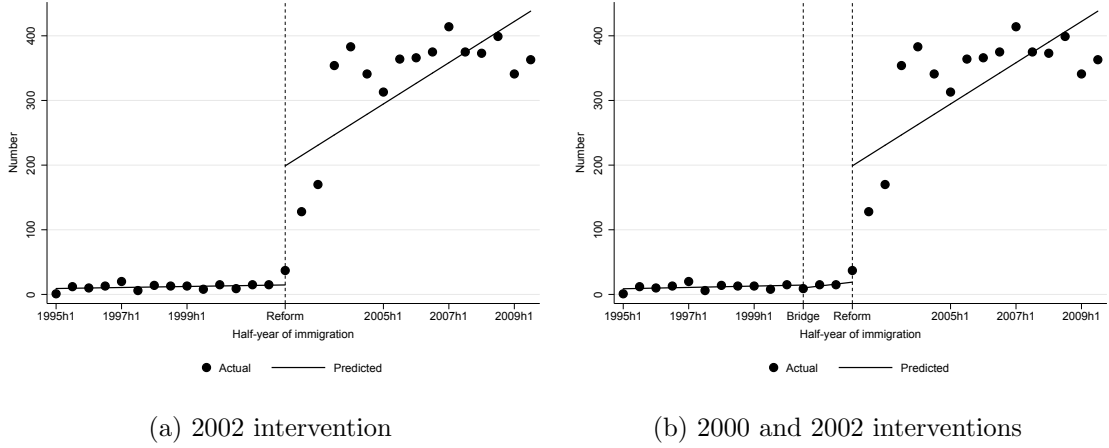 400
300
200
100
0
Number
1995h1 1997h1 1999h1 Reform 2005h1 2007h1 2009h1
Half-year of immigration
Actual Predicted
(a) 2002 intervention
400
300
200
100
0
Number
1995h1 1997h1 1999h1 Bridge Reform 2005h1 2007h1 2009h1
Half-year of immigration
Actual Predicted
(b) 2000 and 2002 interventions